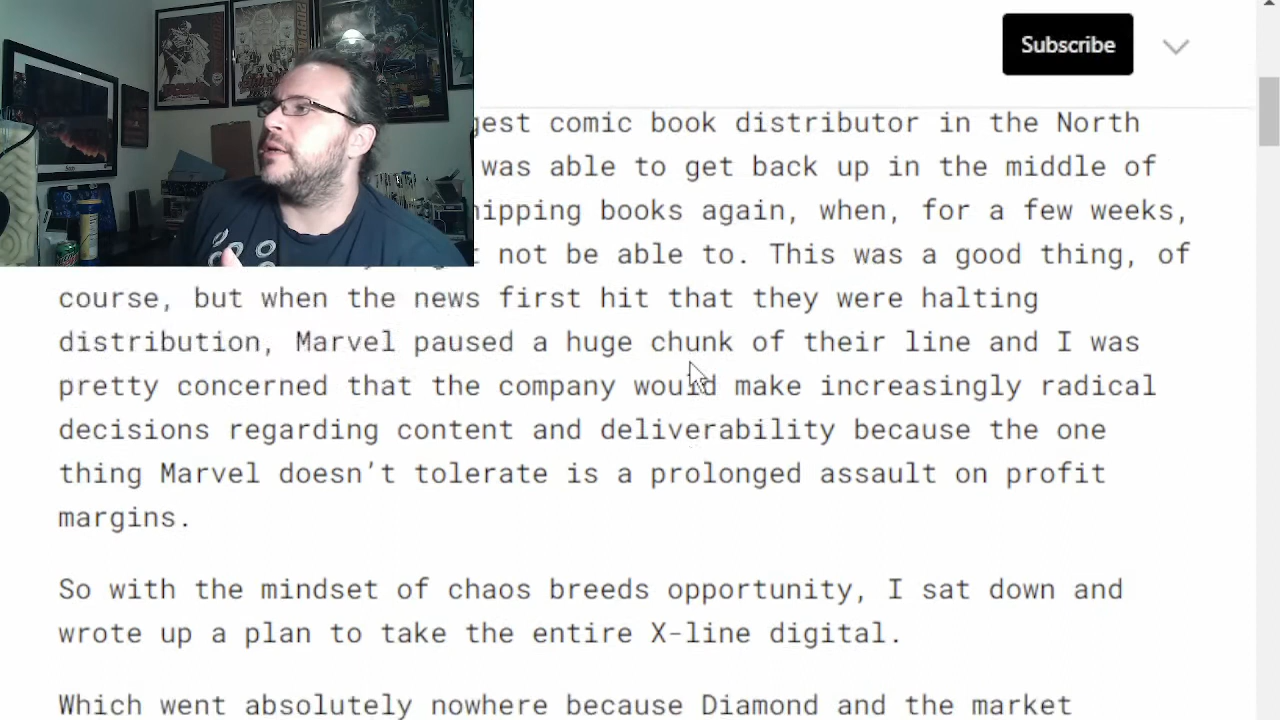 Subscribe
gest comic book distributor in the North
was able to get back up in the middle of
hipping books again, when, for a few weeks,
not be able to. This was a good thing, of
course, but when the news first hit that they were halting
distribution, Marvel paused a huge chunk of their line and I was
pretty concerned that the company would make increasingly radical
decisions regarding content and deliverability because the one
thing Marvel doesn’t tolerate is a prolonged assault on profit
margins.
So with the mindset of chaos breeds opportunity, I sat down and
wrote up a plan to take the entire X-line digital.
Which went absolutely nowhere because Diamond and the market